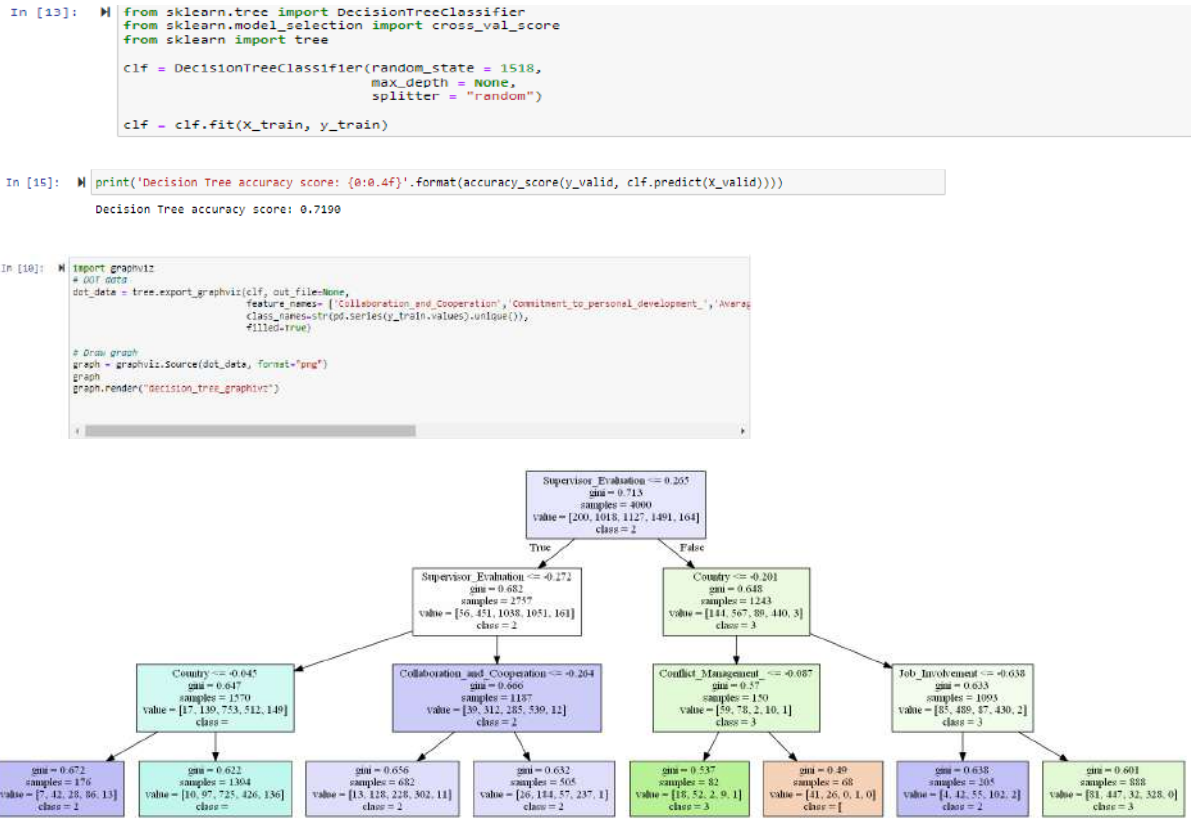 In [13]:
from sklearn.tree import DecisionTreeClassifier
from sklearn.model_selection import cross_val_score
from sklearn import tree
clf = DecisionTreeClassifier(random_state = 1518,
max_depth = None,
splitter = "random")
clf = clf.fit(X_train, y_train)
In [15]:
print('Decision Tree accuracy score: {0:0.4f}'.format(accuracy_score(y_valid, clf.predict(X_valid))))
Decision Tree accuracy score: 0.7190
In [10]:
import graphviz
# DOT data
dot_data = tree.export_graphviz(clf, out_file=None,
feature_names= ['Collaboration_and_Cooperation','Commitment_to_personal_development_','Avarag
class_names=str(pd.series(y_train.values).unique()),
filled=True)
# Draw graph
graph = graphviz.Source(dot_data, format="png")
graph
graph.render("decision_tree_graphivz")
Supervisor_Evaluation <= 0.265
gini = 0.713
samples = 4000
value = [200, 1018, 1127, 1491, 164]
class = 2
True
False
Supervisor_Evaluation <= -0.272
gini = 0.682
samples = 2757
value = [56, 451, 1038, 1051, 161]
class = 2
Country <= -0.201
gini = 0.648
samples = 1243
value = [144, 567, 89, 440, 3]
class = 3
Country <= -0.045
gini = 0.647
samples = 1570
value = [17, 139, 753, 512, 149]
class =
Collaboration_and_Cooperation <= -0.264
gini = 0.666
samples = 1187
value = [39, 312, 285, 539, 12]
class = 2
Conflict_Management_ <= -0.087
gini = 0.57
samples = 150
value = [59, 78, 2, 10, 1]
class = 3
Job_Involvement <= -0.638
gini = 0.633
samples = 1093
value = [85, 489, 87, 430, 2]
class = 3
gini = 0.672
samples = 176
value = [7, 42, 28, 86, 13]
class = 2
gini = 0.622
samples = 1394
value = [10, 97, 725, 426, 136]
class =
gini = 0.656
samples = 682
value = [13, 128, 228, 302, 11]
class = 2
gini = 0.632
samples = 505
value = [26, 184, 57, 237, 1]
class = 2
gini = 0.537
samples = 82
value = [18, 52, 2, 9, 1]
class = 3
gini = 0.49
samples = 68
value = [41, 26, 0, 1, 0]
class = [
gini = 0.638
samples = 205
value = [4, 42, 55, 102, 2]
class = 2
gini = 0.601
samples = 888
value = [81, 447, 32, 328, 0]
class = 3